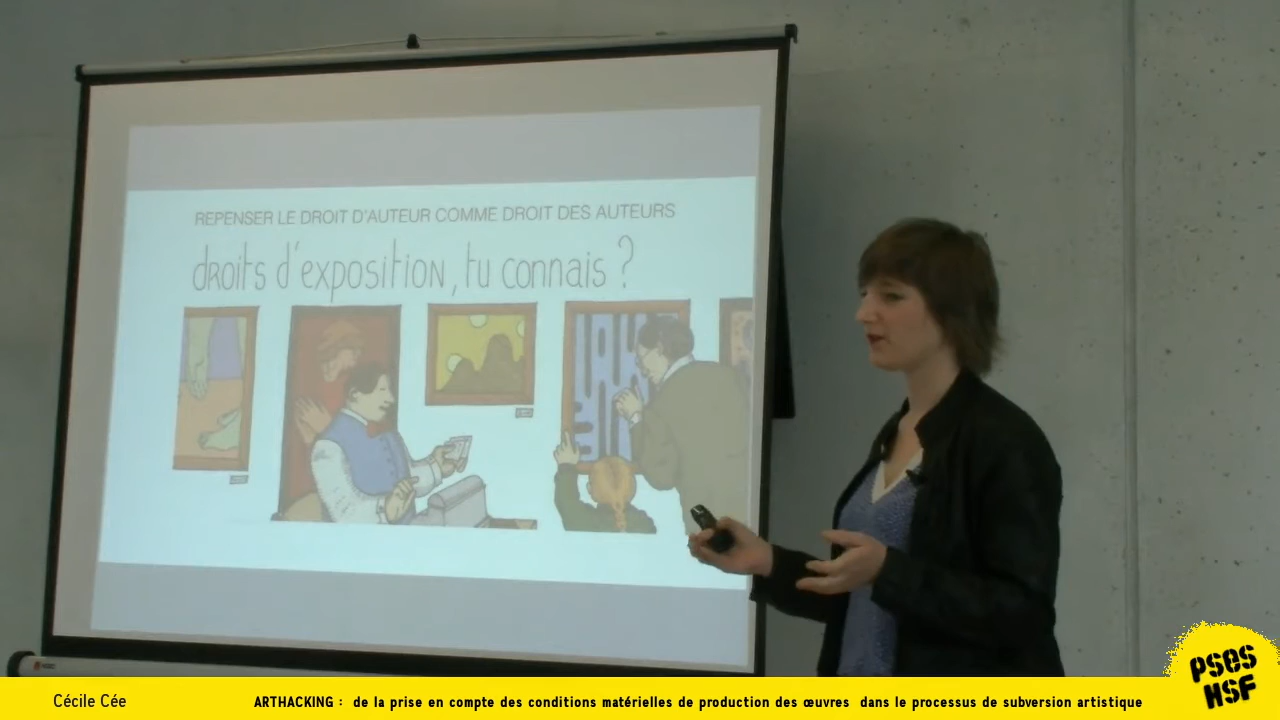 REPENSER LE DROIT D'AUTEUR COMME DROIT DES AUTEURS
droits d'exposition, tu connais ?
PSES
HSF
Cécile Cée
ARTHACKING : de la prise en compte des conditions matérielles de production des œuvres dans le processus de subversion artistique